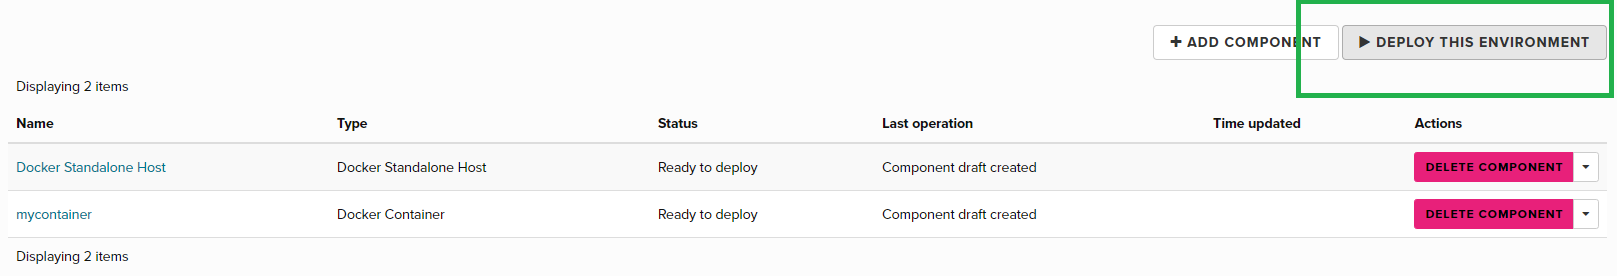 ADD COMPONENT DEPLOY THIS ENVIRONMENT
Displaying 2 items
Name Type Status Last operation Time updated Actions
Docker Standalone Host Docker Standalone Host Ready to deploy Component draft created DELETE COMPONENT
mycontainer Docker Container Ready to deploy Component draft created DELETE COMPONENT
Displaying 2 items